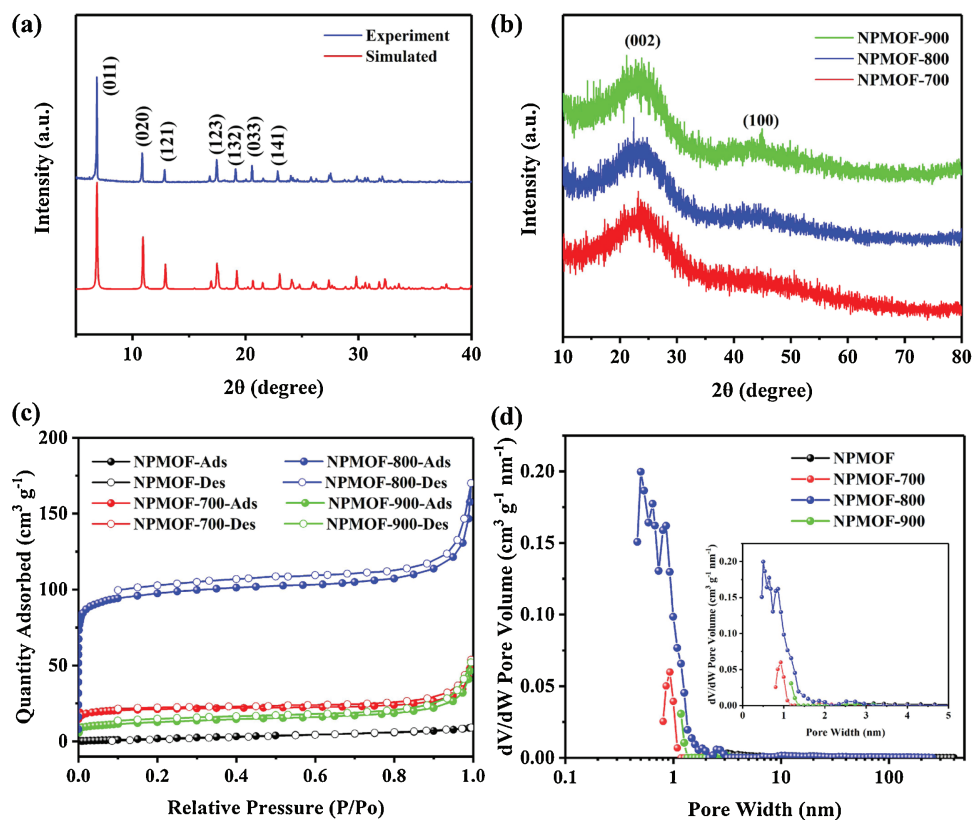 (a)
Experiment
Simulated
(011)
(020)
(121)
(123)
(132)
(033)
(141)
Intensity (a.u.)
10
20
30
40
2θ (degree)
(b)
NPMOF-900
NPMOF-800
NPMOF-700
(002)
(100)
Intensity (a.u.)
10
20
30
40
50
60
70
80
2θ (degree)
(c)
200
150
100
50
0
NPMOF-Ads
NPMOF-Des
NPMOF-700-Ads
NPMOF-700-Des
NPMOF-800-Ads
NPMOF-800-Des
NPMOF-900-Ads
NPMOF-900-Des
Quantity Adsorbed (cm³ g⁻¹)
0.0
0.2
0.4
0.6
0.8
1.0
Relative Pressure (P/Po)
(d)
NPMOF
NPMOF-700
NPMOF-800
NPMOF-900
dV/dW Pore Volume (cm³ g⁻¹ nm⁻¹)
0.20
0.15
0.10
0.05
0.00
0.1
1
10
100
Pore Width (nm)
dV/dW Pore Volume (cm³ g⁻¹ nm⁻¹)
0.20
0.15
0.10
0.05
0.00
0
1
2
3
4
5
Pore Width (nm)